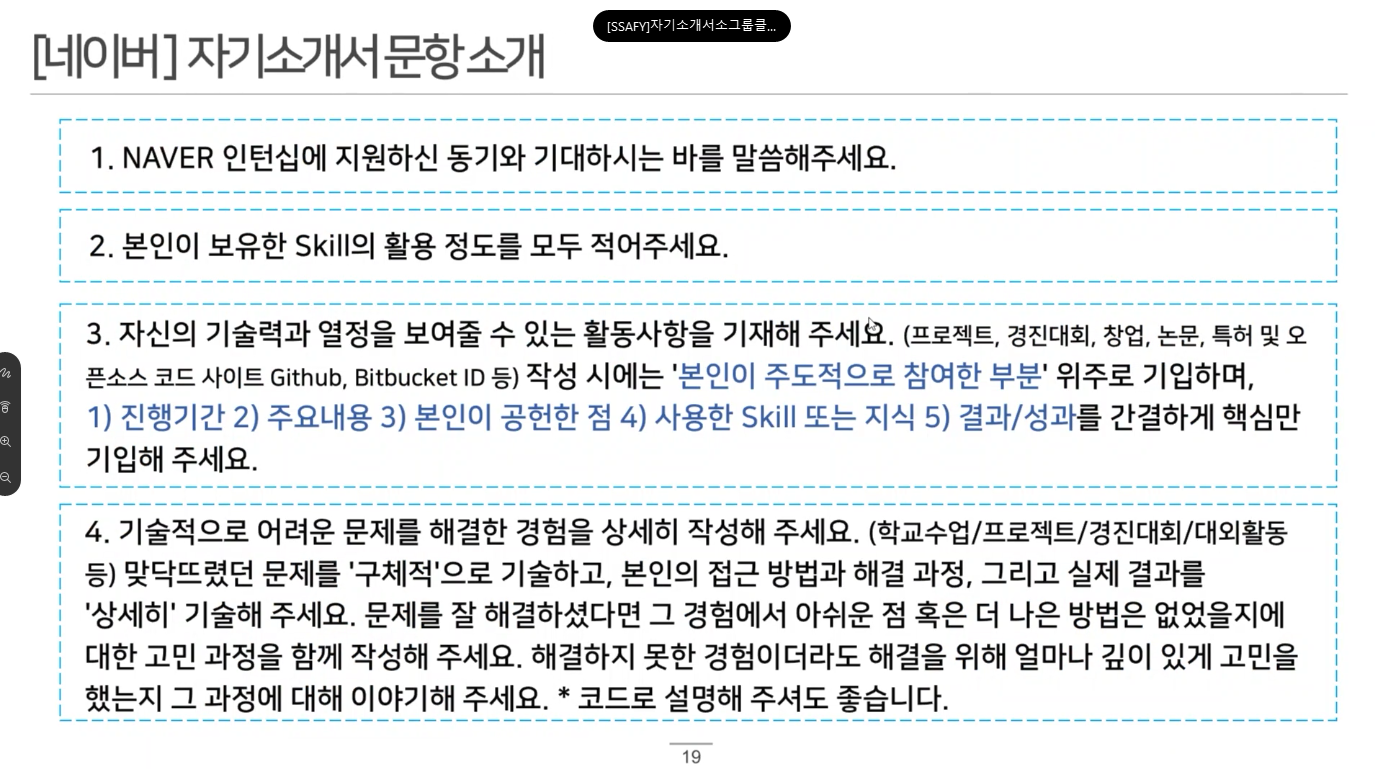 [SSAFY]자기소개서소그룹클...
[네이버] 자기소개서 문항 소개
1. NAVER 인턴십에 지원하신 동기와 기대하시는 바를 말씀해주세요.
2. 본인이 보유한 Skill의 활용 정도를 모두 적어주세요.
3. 자신의 기술력과 열정을 보여줄 수 있는 활동사항을 기재해 주세요. (프로젝트, 경진대회, 창업, 논문, 특허 및 오
픈소스 코드 사이트 Github, Bitbucket ID 등) 작성 시에는 '본인이 주도적으로 참여한 부분' 위주로 기입하며,
1) 진행기간 2) 주요내용 3) 본인이 공헌한 점 4) 사용한 Skill 또는 지식 5) 결과/성과를 간결하게 핵심만
기입해 주세요.
4. 기술적으로 어려운 문제를 해결한 경험을 상세히 작성해 주세요. (학교수업/프로젝트/경진대회/대외활동
등) 맞닥뜨렸던 문제를 '구체적'으로 기술하고, 본인의 접근 방법과 해결 과정, 그리고 실제 결과를
'상세히' 기술해 주세요. 문제를 잘 해결하셨다면 그 경험에서 아쉬운 점 혹은 더 나은 방법은 없었을지에
대한 고민 과정을 함께 작성해 주세요. 해결하지 못한 경험이더라도 해결을 위해 얼마나 깊이 있게 고민을
했는지 그 과정에 대해 이야기해 주세요. * 코드로 설명해 주셔도 좋습니다.
19